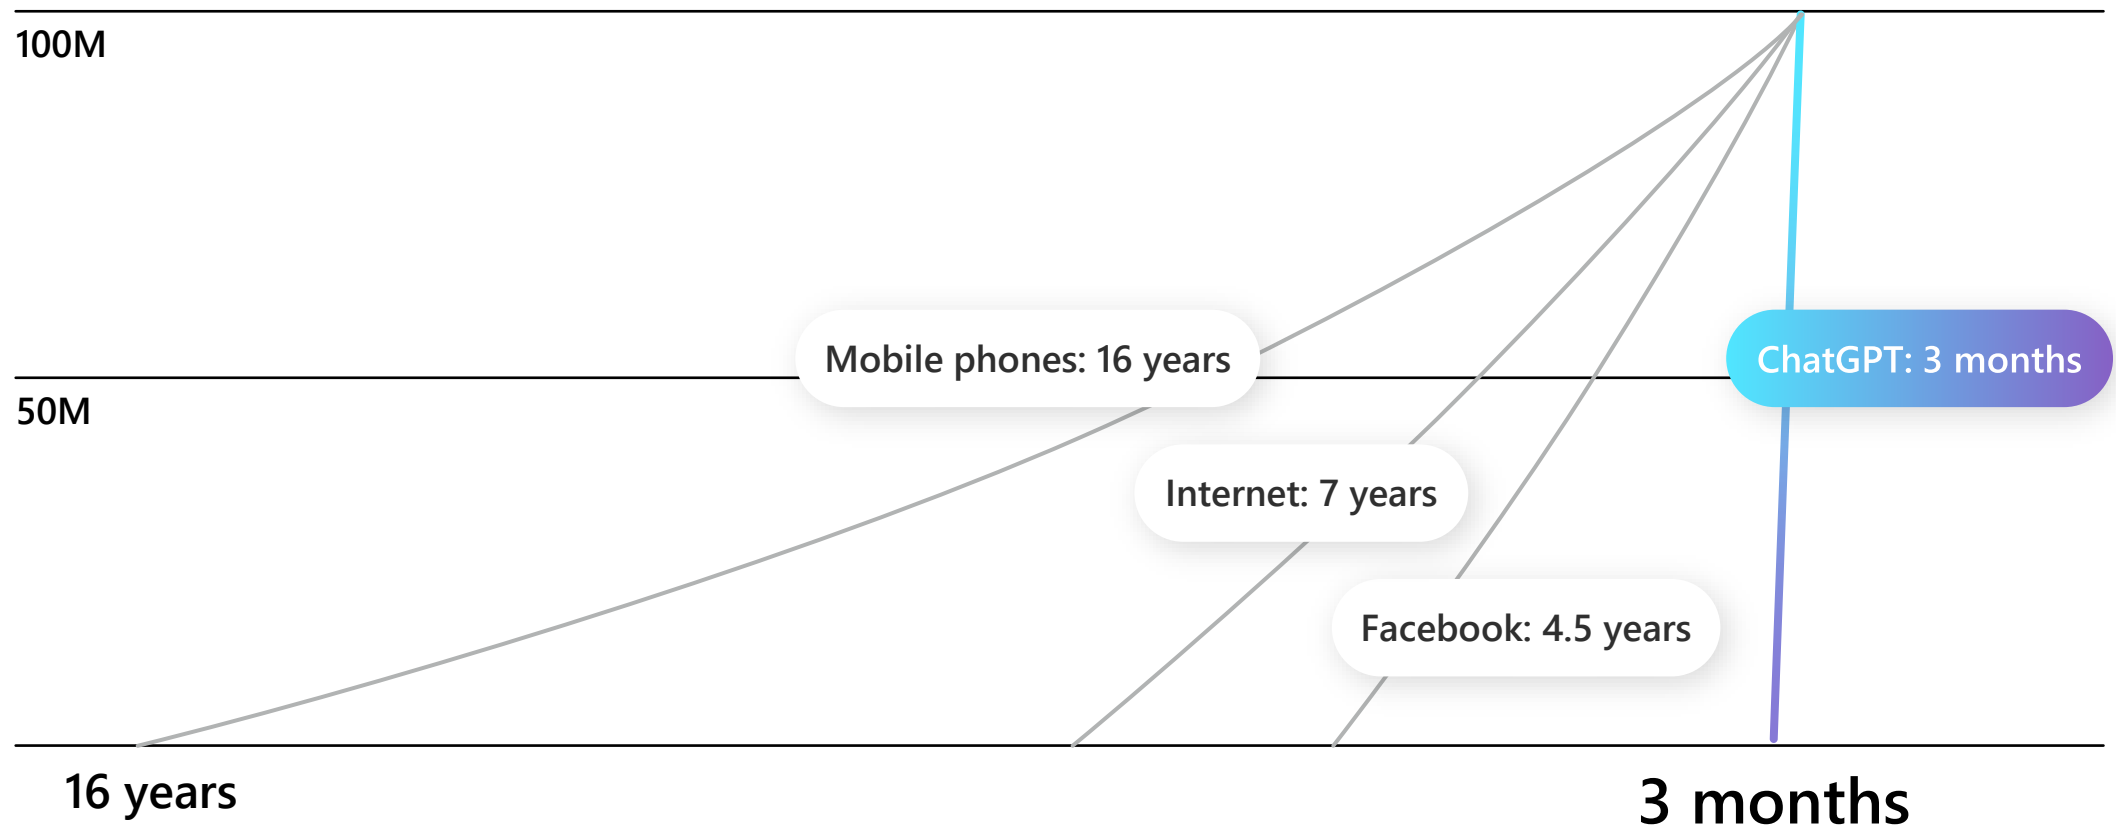 100M
50M
Mobile phones: 16 years
ChatGPT: 3 months
Internet: 7 years
Facebook: 4.5 years
16 years
3 months